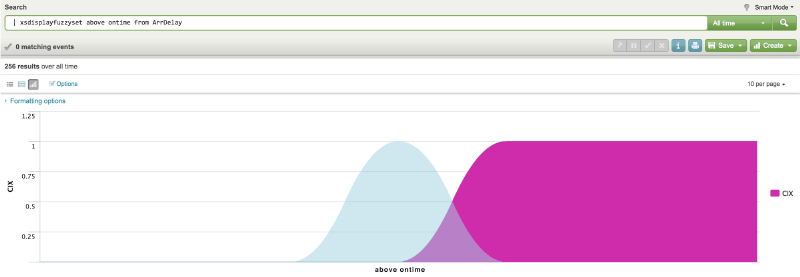 Search
Smart Mode
| xsdisplayfuzzyset above ontime from ArrDelay
All time
0 matching events
i
Save
Create
256 results over all time
Options
10 per page
Formatting options
1.25
1
0.75
0.5
0.25
CIX
CIX
above ontime